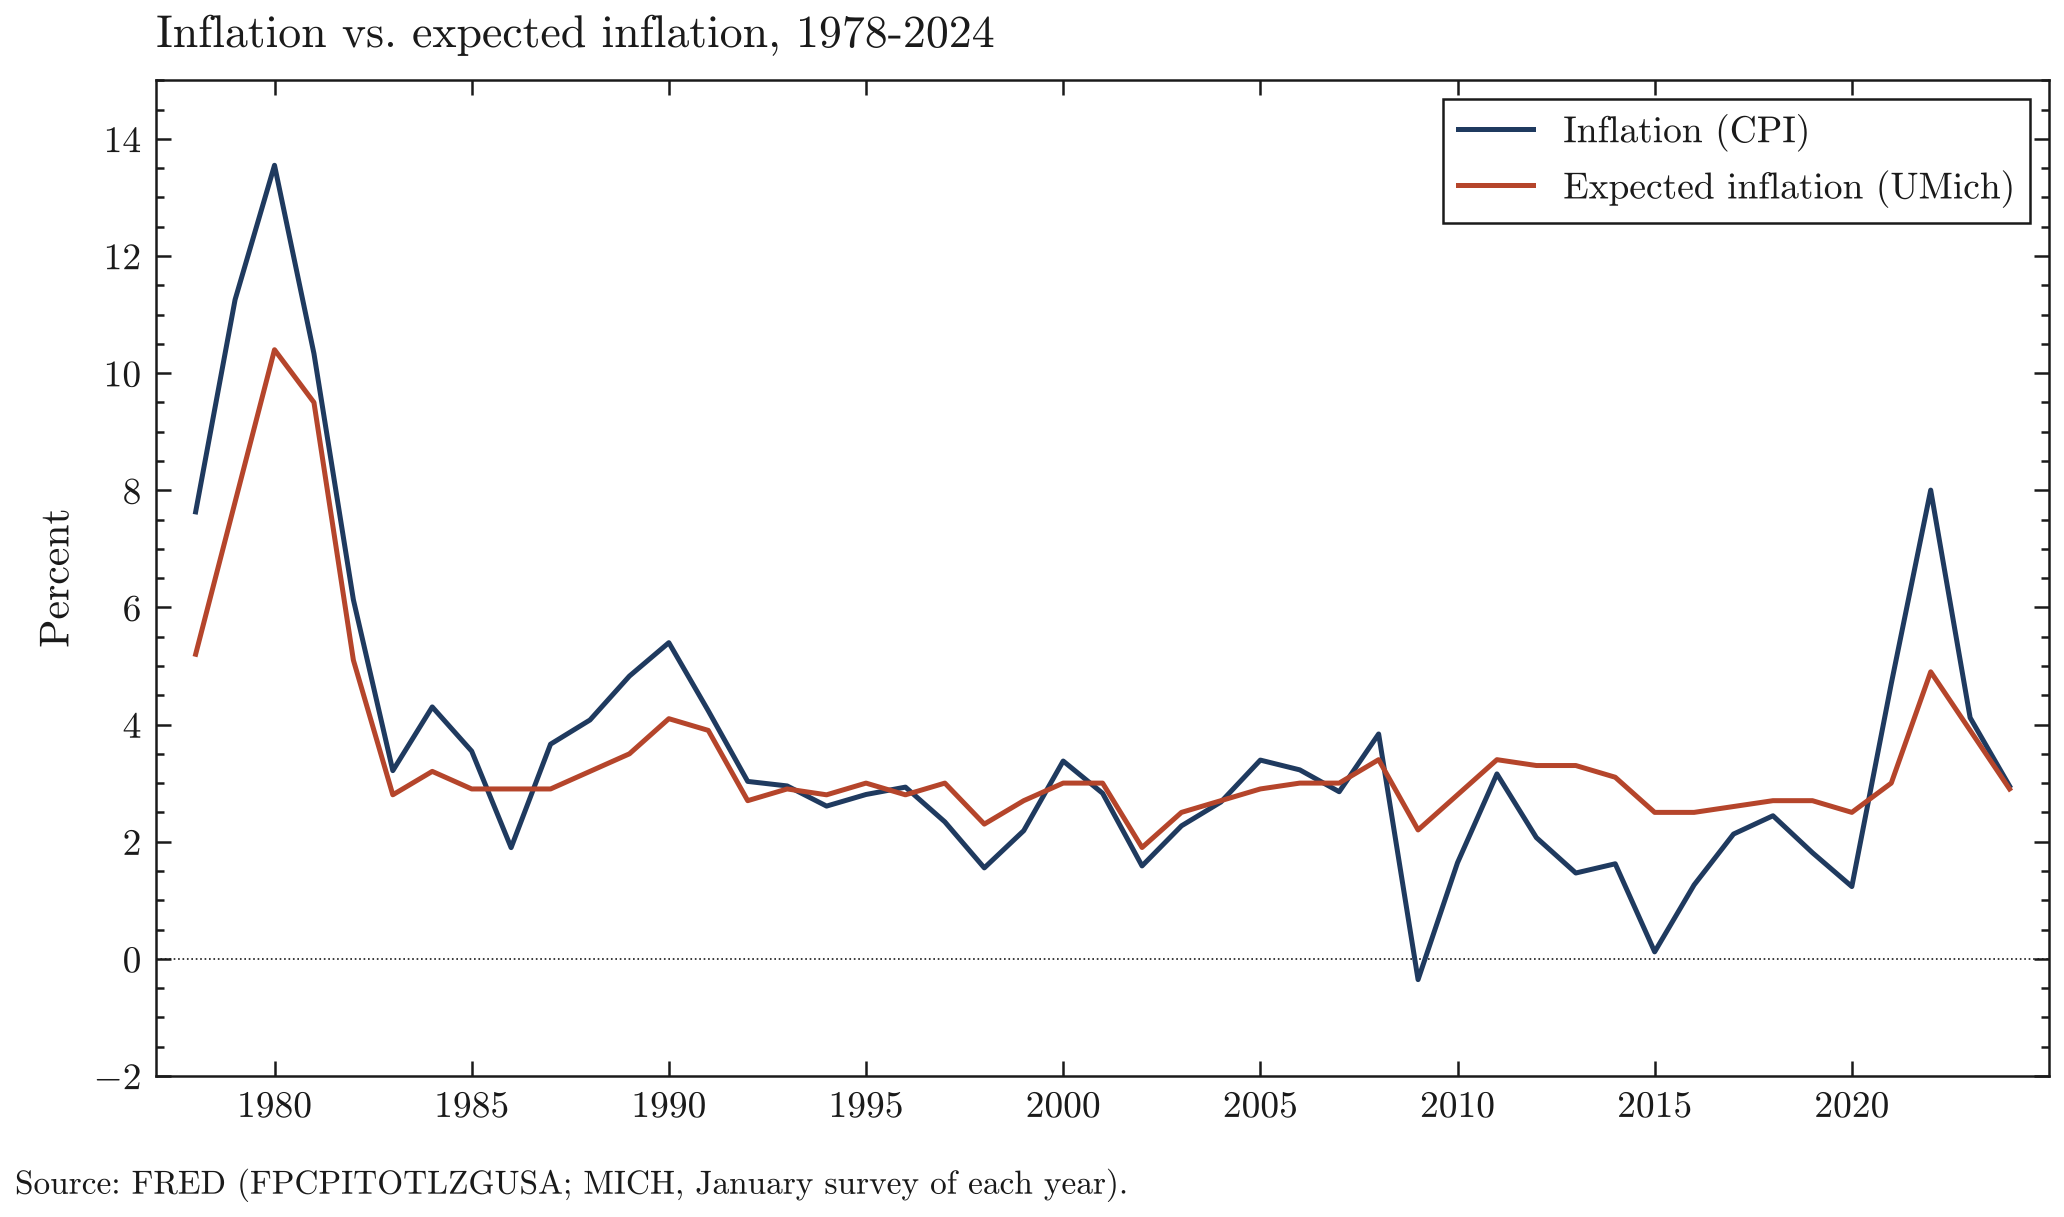 Inflation vs. expected inflation, 1978-2024
Inflation (CPI)
Expected inflation (UMich)
Percent
14
12
10
8
6
4
2
0
−2
1980 1985 1990 1995 2000 2005 2010 2015 2020
Source: FRED (FPCPITOTLZGUSA; MICH, January survey of each year).